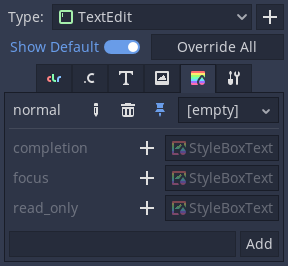 Type: TextEdit
Show Default Override All
clr .C T
normal [empty]
completion StyleBoxText
focus StyleBoxText
read_only StyleBoxText
Add